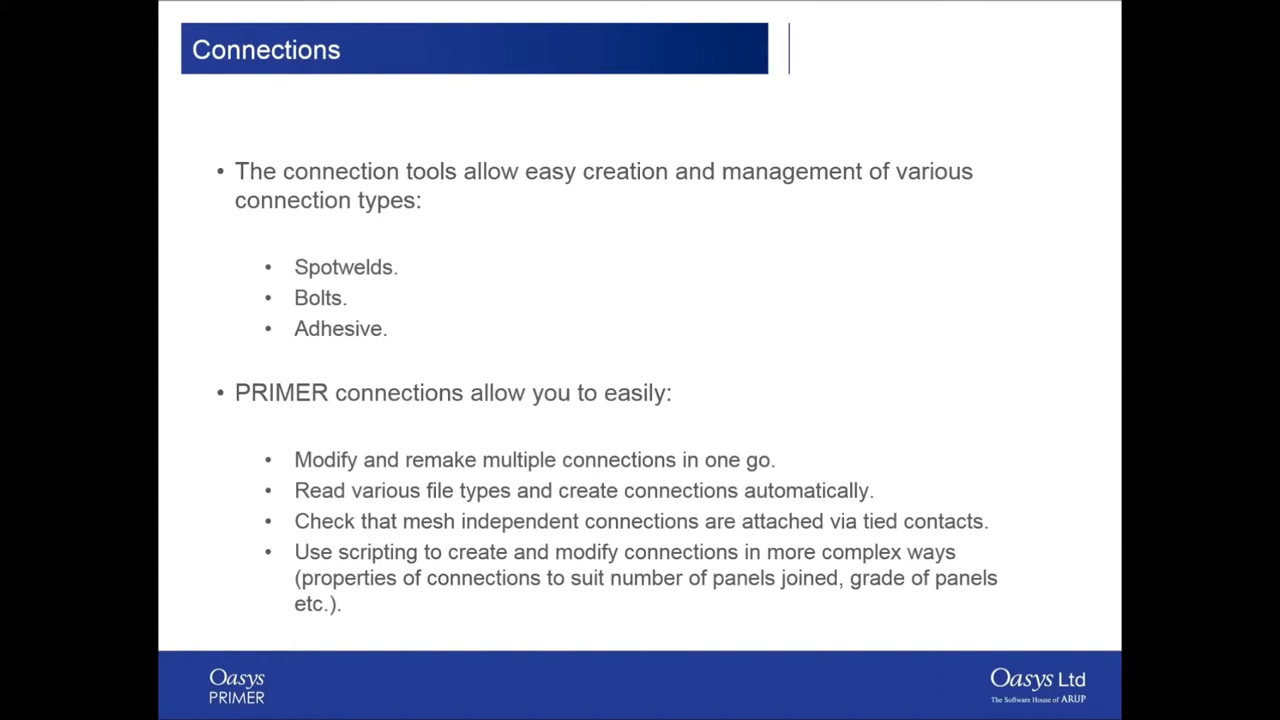 Connections
• The connection tools allow easy creation and management of various
connection types:
• Spotwelds.
• Bolts.
• Adhesive.
• PRIMER connections allow you to easily:
• Modify and remake multiple connections in one go.
• Read various file types and create connections automatically.
• Check that mesh independent connections are attached via tied contacts.
• Use scripting to create and modify connections in more complex ways
(properties of connections to suit number of panels joined, grade of panels
etc.).
Oasys
PRIMER
Oasys Ltd
The Software House of ARUP